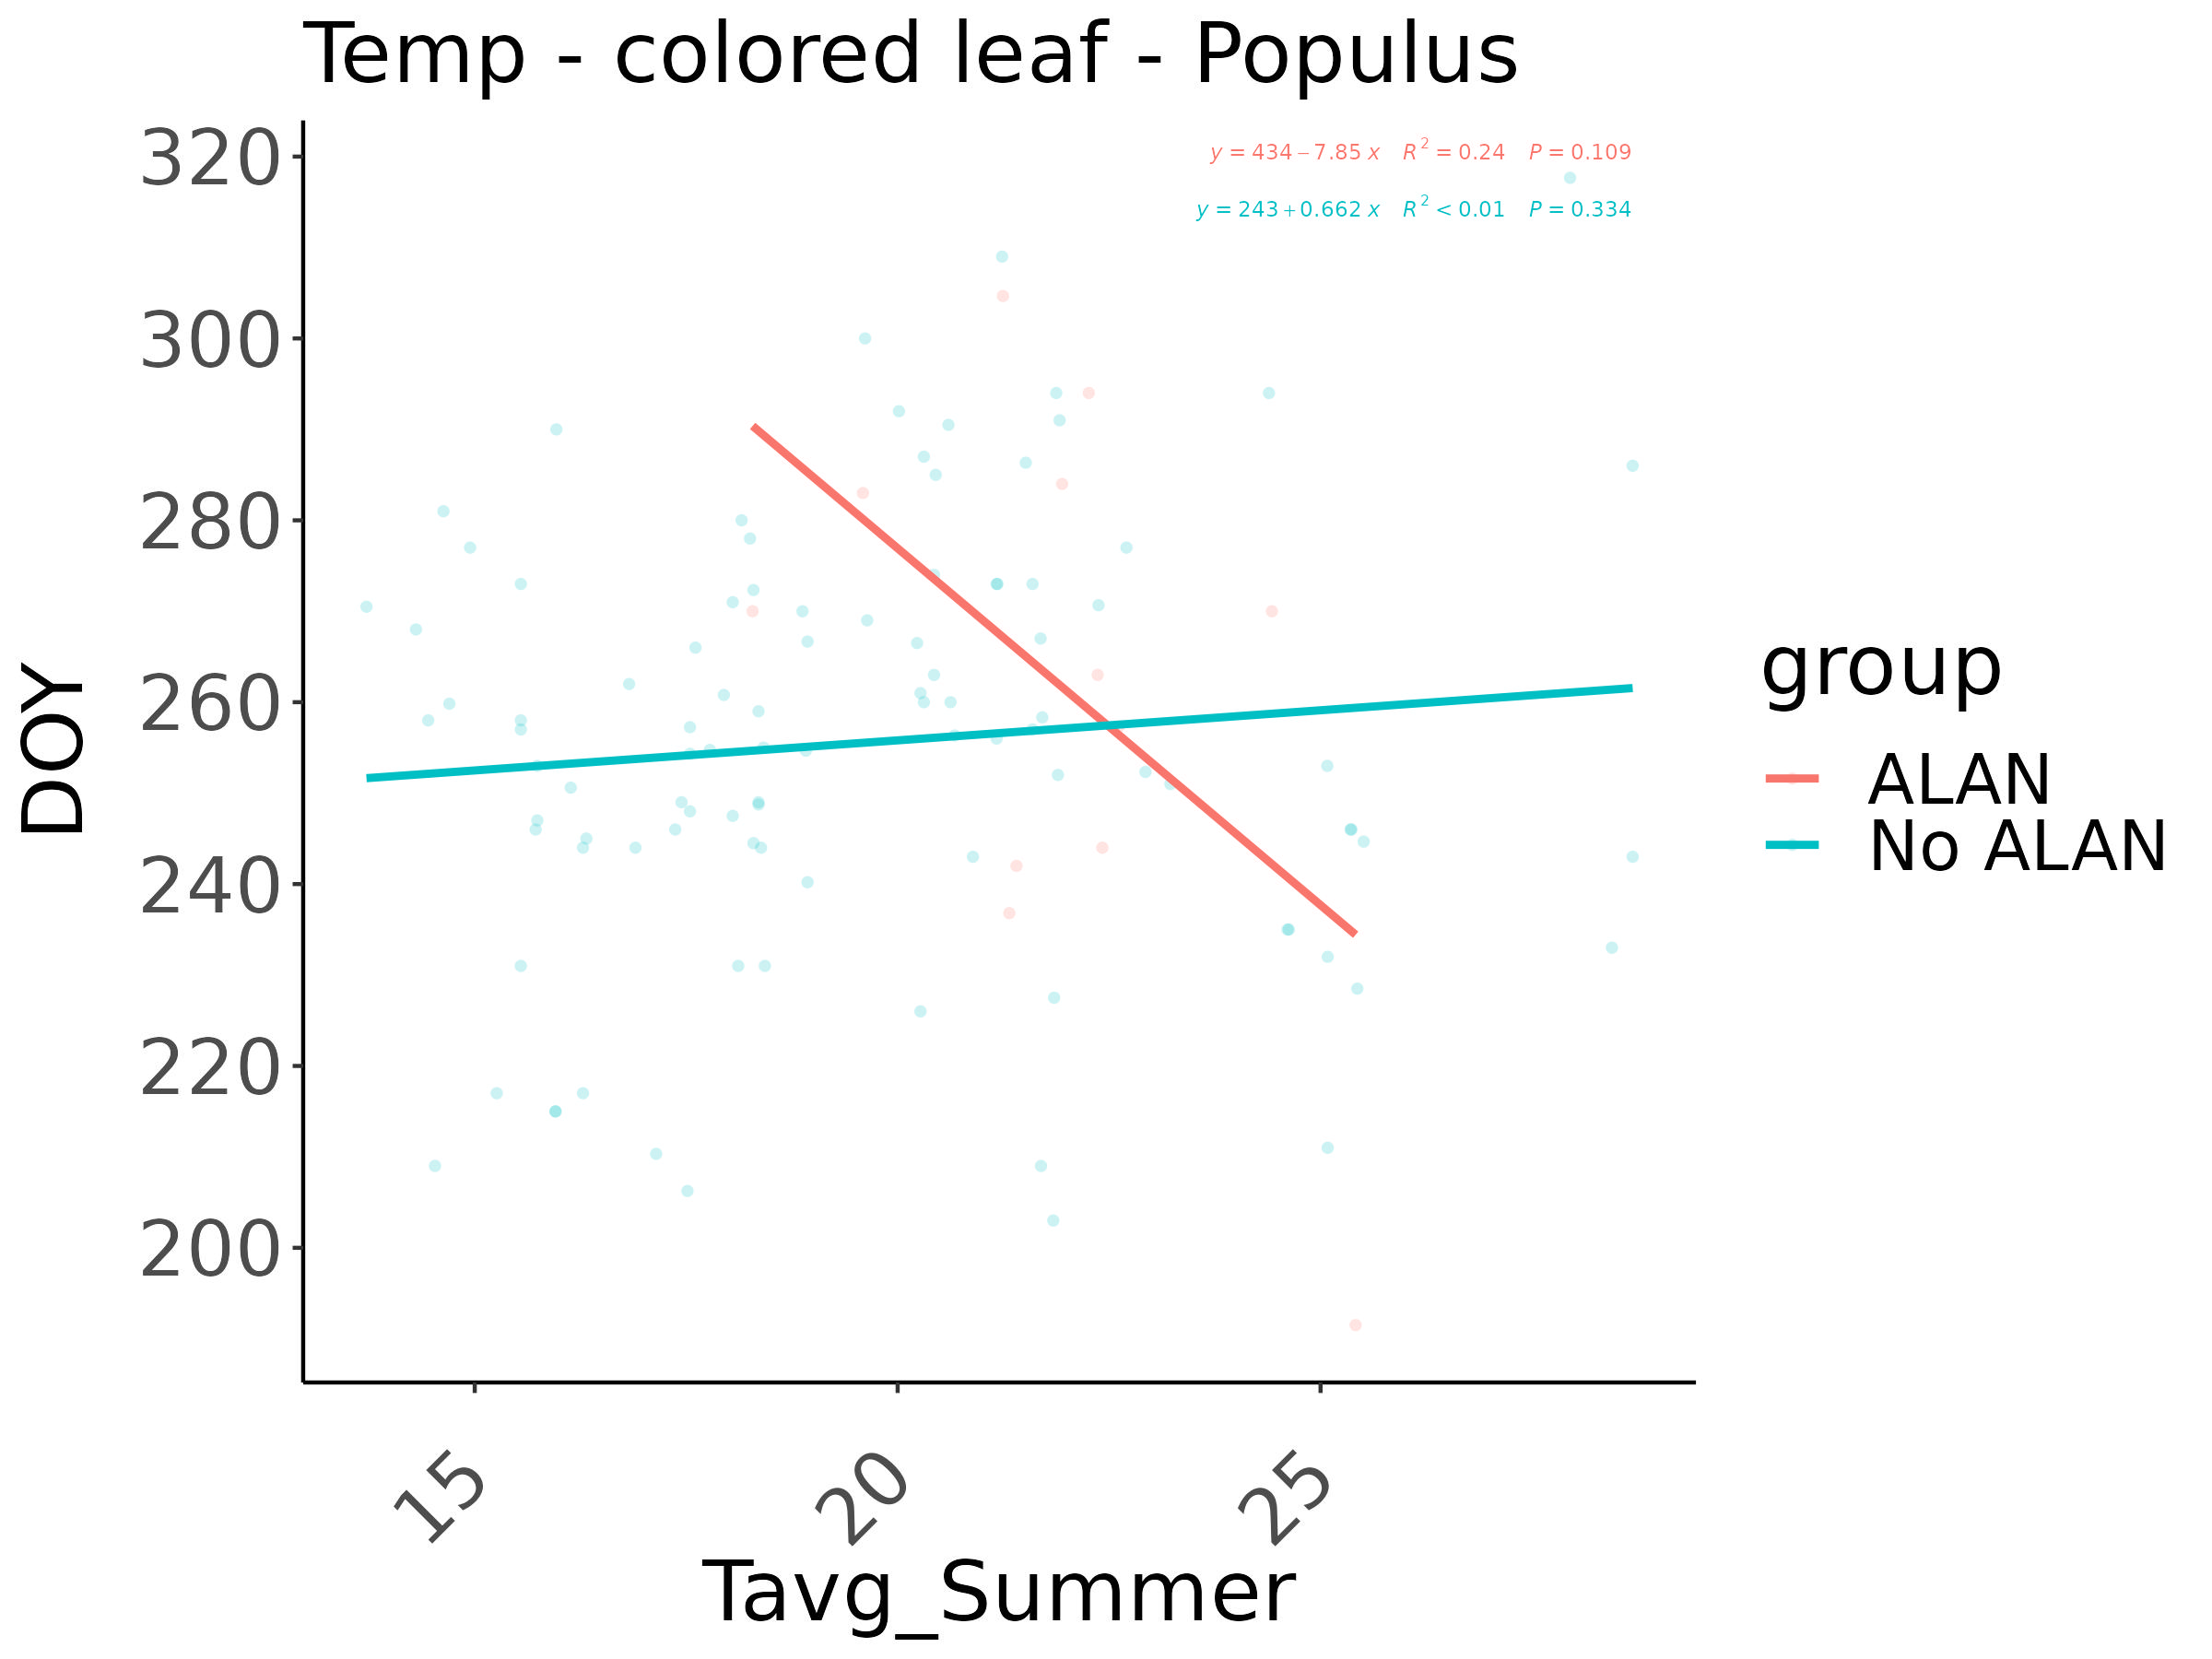 Temp - colored leaf - Populus
y = 434 − 7.85 x R² = 0.24 P = 0.109
y = 243 + 0.662 x R² < 0.01 P = 0.334
320
300
280
260
240
220
200
DOY
15
20
25
Tavg_Summer
group
ALAN
No ALAN